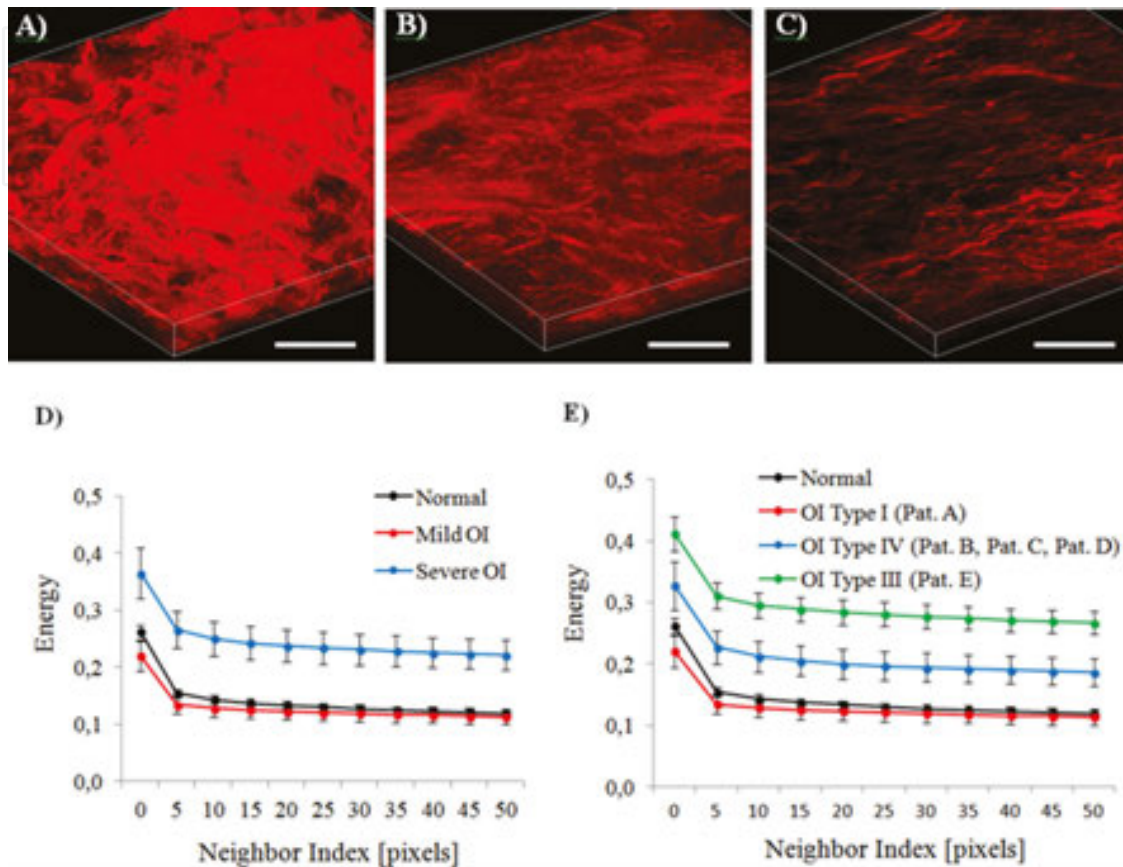 A)
B)
C)
D)
Energy
0,5
0,4
0,3
0,2
0,1
0,0
Normal
Mild OI
Severe OI
0 5 10 15 20 25 30 35 40 45 50
Neighbor Index [pixels]
E)
Energy
0,5
0,4
0,3
0,2
0,1
0,0
Normal
OI Type I (Pat. A)
OI Type IV (Pat. B, Pat. C, Pat. D)
OI Type III (Pat. E)
0 5 10 15 20 25 30 35 40 45 50
Neighbor Index [pixels]